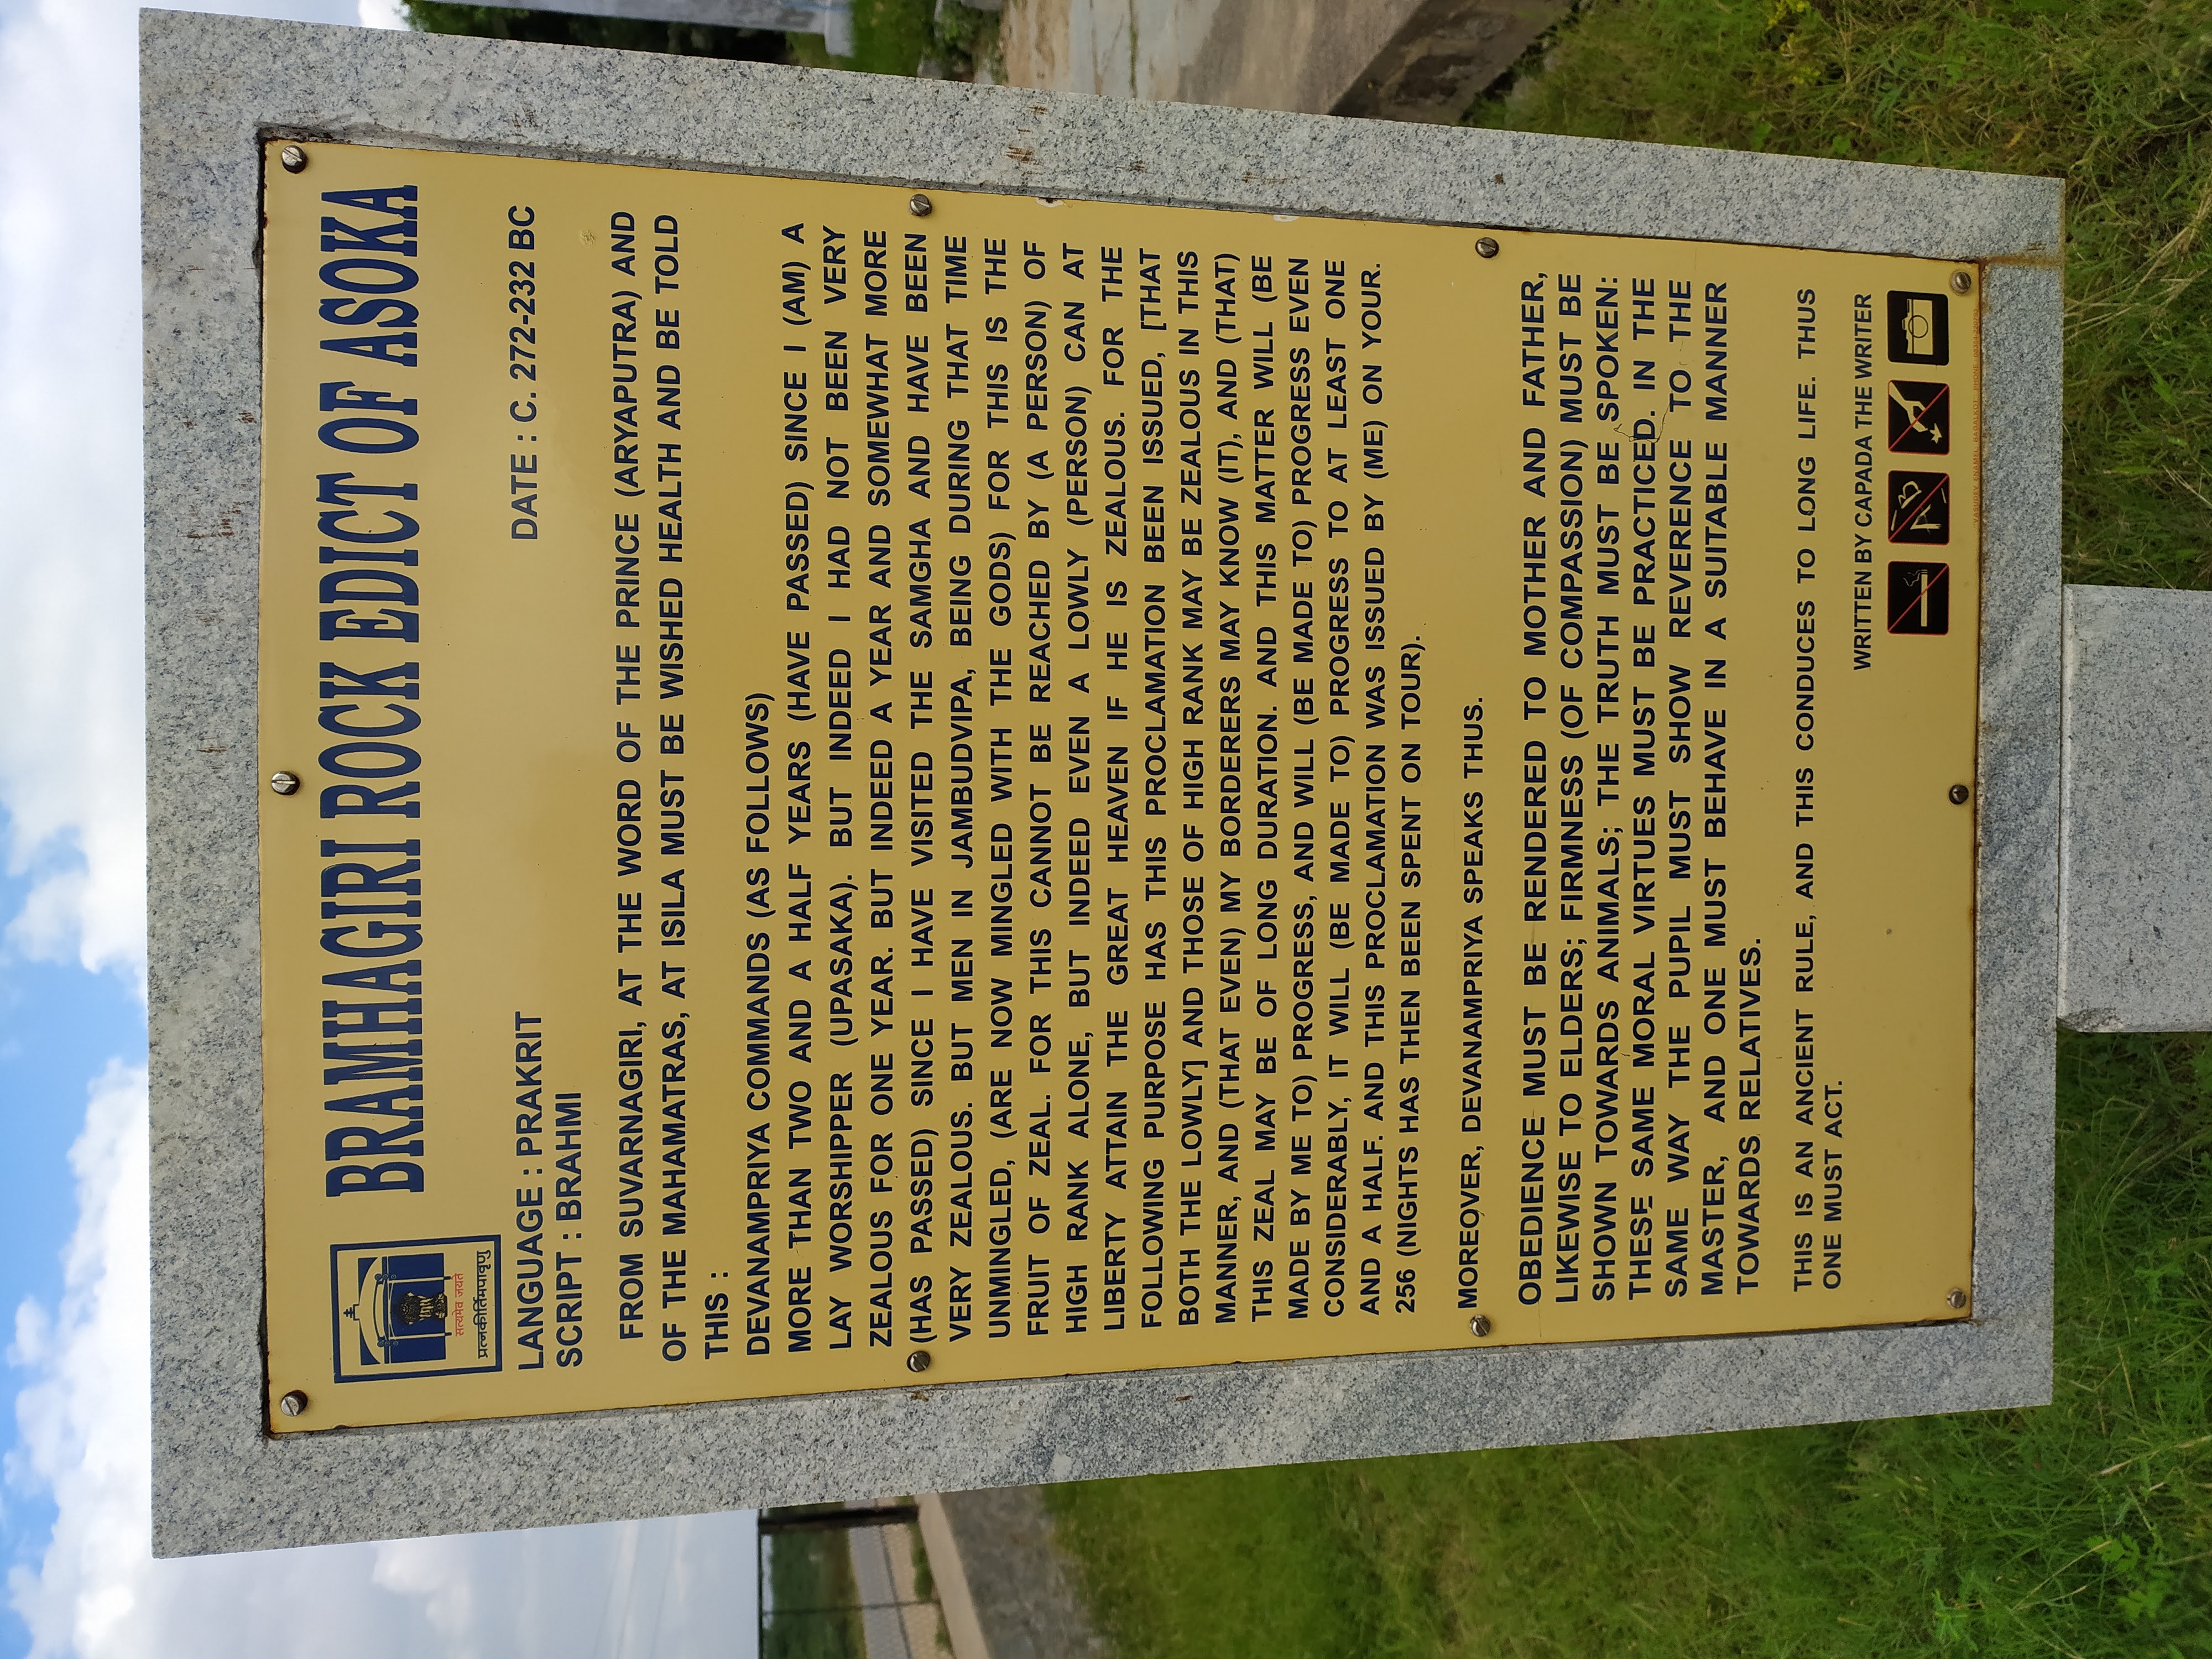 BRAMHAGIRI ROCK EDICT OF ASOKA
सत्यमेव जयते
प्रत्नकीर्तिमपावृणु
LANGUAGE : PRAKRIT
DATE : C. 272-232 BC
SCRIPT : BRAHMI
FROM SUVARNAGIRI, AT THE WORD OF THE PRINCE (ARYAPUTRA) AND
OF THE MAHAMATRAS, AT ISILA MUST BE WISHED HEALTH AND BE TOLD
THIS :
DEVANAMPRIYA COMMANDS (AS FOLLOWS)
MORE THAN TWO AND A HALF YEARS (HAVE PASSED) SINCE I (AM) A
LAY WORSHIPPER (UPASAKA). BUT INDEED I HAD NOT BEEN VERY
ZEALOUS FOR ONE YEAR. BUT INDEED A YEAR AND SOMEWHAT MORE
(HAS PASSED) SINCE I HAVE VISITED THE SAMGHA AND HAVE BEEN
VERY ZEALOUS. BUT MEN IN JAMBUDVIPA, BEING DURING THAT TIME
UNMINGLED, (ARE NOW MINGLED WITH THE GODS) FOR THIS IS THE
FRUIT OF ZEAL. FOR THIS CANNOT BE REACHED BY (A PERSON) OF
HIGH RANK ALONE, BUT INDEED EVEN A LOWLY (PERSON) CAN AT
LIBERTY ATTAIN THE GREAT HEAVEN IF HE IS ZEALOUS. FOR THE
FOLLOWING PURPOSE HAS THIS PROCLAMATION BEEN ISSUED, [THAT
BOTH THE LOWLY] AND THOSE OF HIGH RANK MAY BE ZEALOUS IN THIS
MANNER, AND (THAT EVEN) MY BORDERERS MAY KNOW (IT), AND (THAT)
THIS ZEAL MAY BE OF LONG DURATION. AND THIS MATTER WILL (BE
MADE BY ME TO) PROGRESS, AND WILL (BE MADE TO) PROGRESS EVEN
CONSIDERABLY, IT WILL (BE MADE TO) PROGRESS TO AT LEAST ONE
AND A HALF. AND THIS PROCLAMATION WAS ISSUED BY (ME) ON YOUR.
256 (NIGHTS HAS THEN BEEN SPENT ON TOUR).
MOREOVER, DEVANAMPRIYA SPEAKS THUS.
OBEDIENCE MUST BE RENDERED TO MOTHER AND FATHER,
LIKEWISE TO ELDERS; FIRMNESS (OF COMPASSION) MUST BE
SHOWN TOWARDS ANIMALS; THE TRUTH MUST BE SPOKEN:
THESE SAME MORAL VIRTUES MUST BE PRACTICED. IN THE
SAME WAY THE PUPIL MUST SHOW REVERENCE TO THE
MASTER, AND ONE MUST BEHAVE IN A SUITABLE MANNER
TOWARDS RELATIVES.
THIS IS AN ANCIENT RULE, AND THIS CONDUCES TO LONG LIFE. THUS
ONE MUST ACT.
WRITTEN BY CAPADA THE WRITER